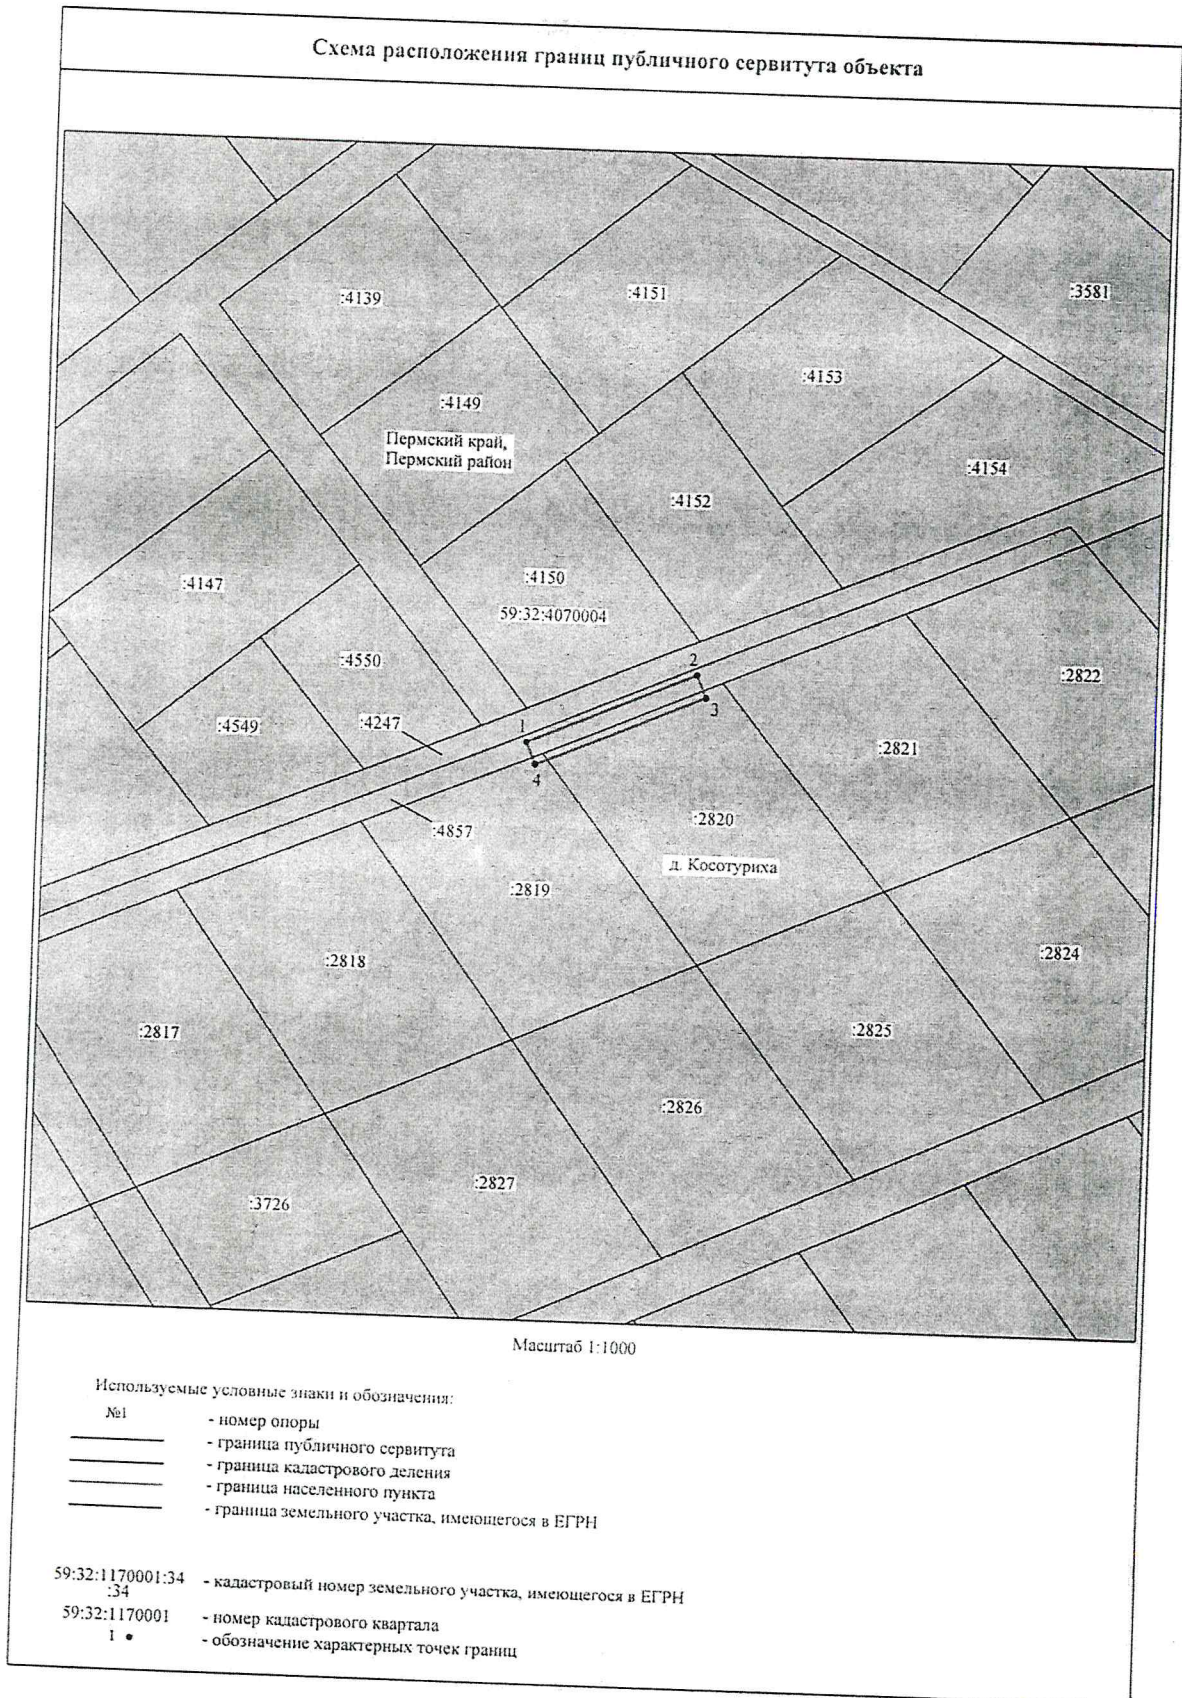 Схема расположения границ публичного сервитута объекта
:4139
:4151
:3581
:4149
:4153
Пермский край,
Пермский район
:4154
:4152
:4147
:4150
59:32:4070004
:4550
2
:2822
:4549
:4247
1
3
:2821
4
:4857
:2820
д. Косотуриха
:2819
:2818
:2824
:2817
:2825
:2826
:2827
:3726
Масштаб 1:1000
Используемые условные знаки и обозначения:
№1 - номер опоры
- граница публичного сервитута
- граница кадастрового деления
- граница населенного пункта
- граница земельного участка, имеющегося в ЕГРН
59:32:1170001:34
:34 - кадастровый номер земельного участка, имеющегося в ЕГРН
59:32:1170001 - номер кадастрового квартала
1 - обозначение характерных точек границ